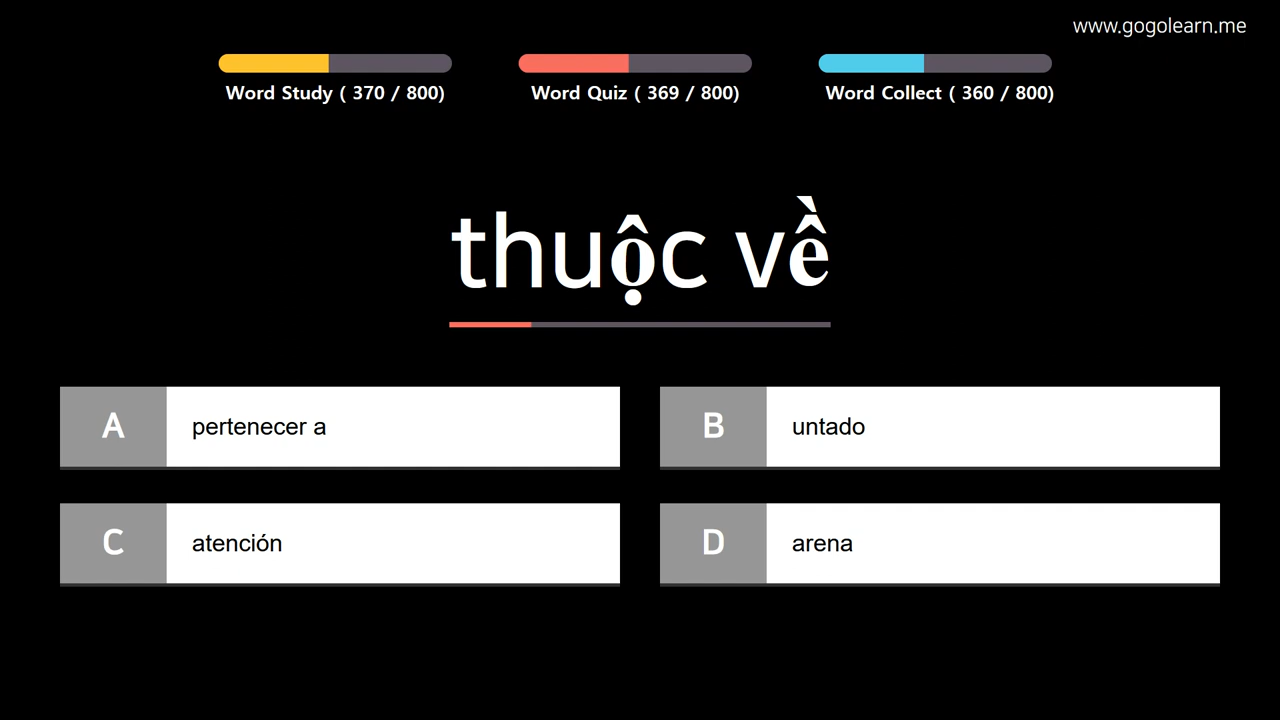 www.gogolearn.me
Word Study ( 370 / 800)
Word Quiz ( 369 / 800)
Word Collect ( 360 / 800)
thuộc về
A
pertenecer a
B
untado
C
atención
D
arena